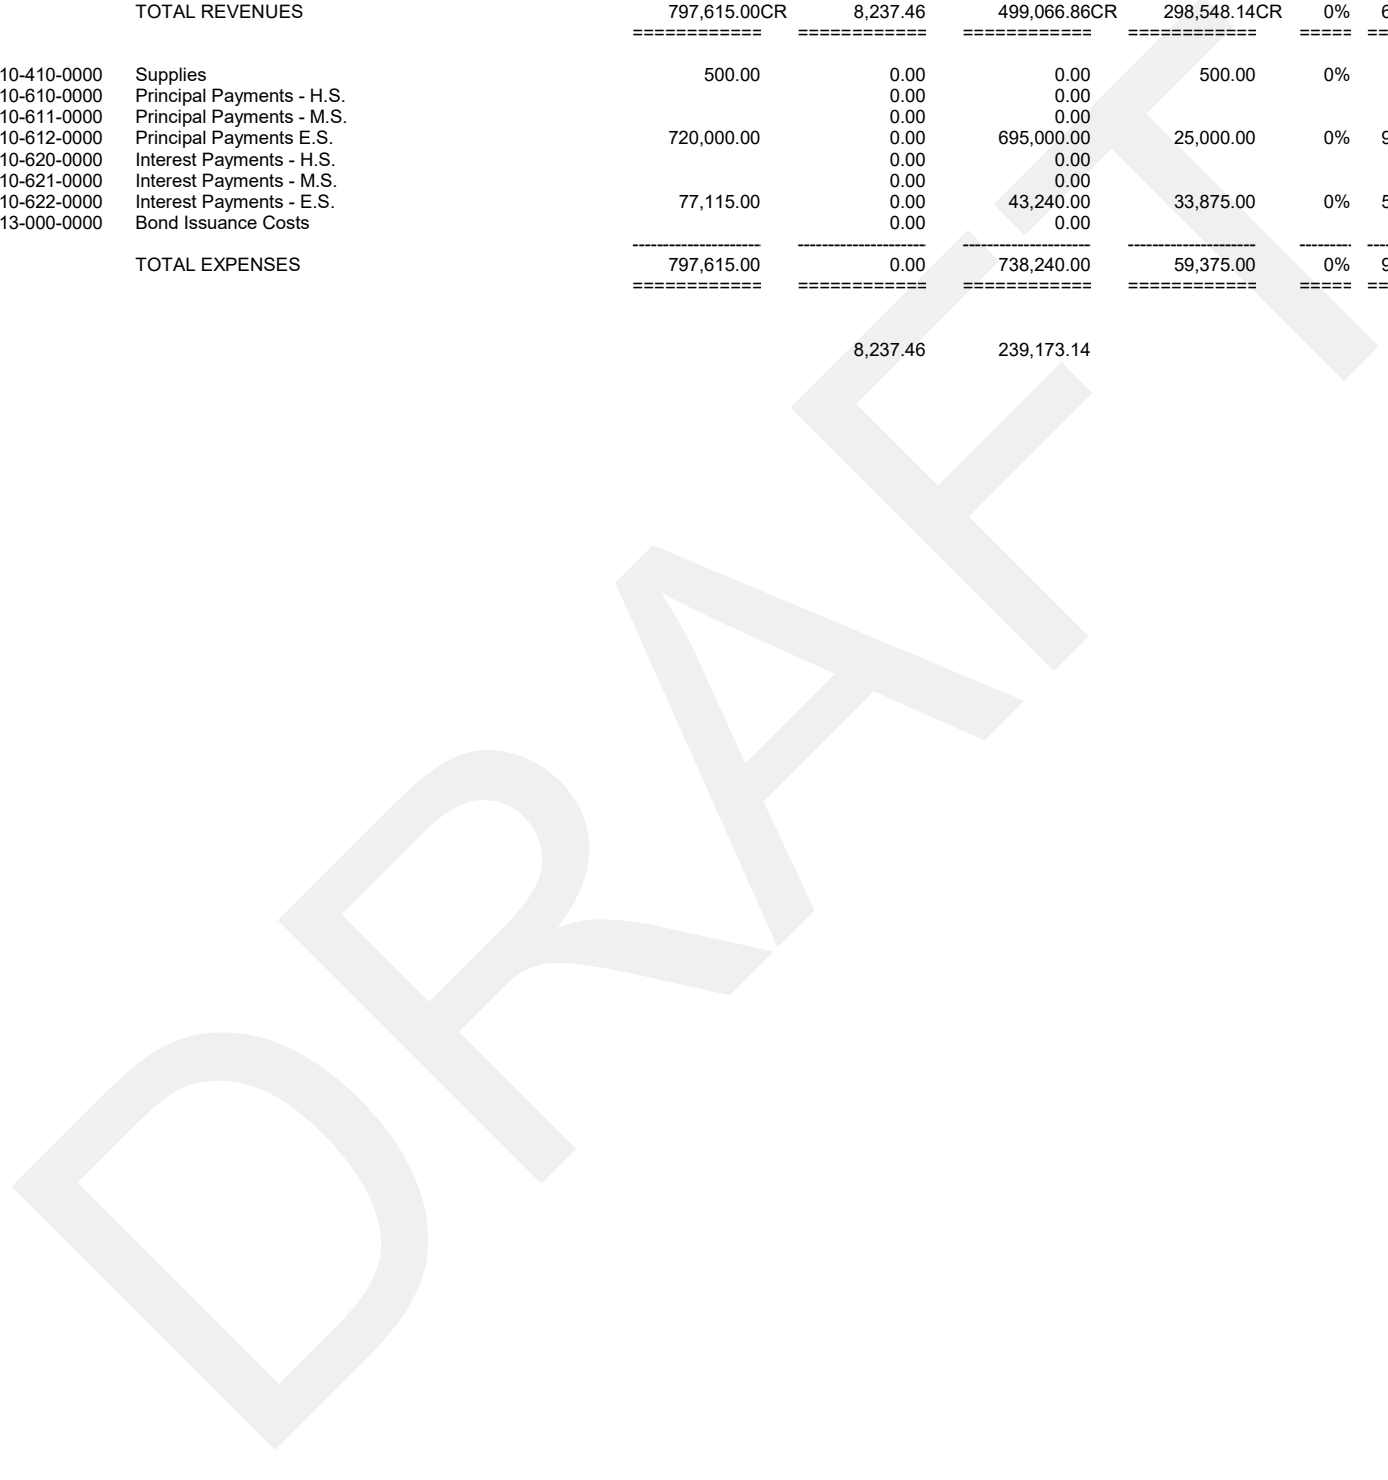 TOTAL REVENUES 797,615.00CR 8,237.46 499,066.86CR 298,548.14CR 0%
============ ============ ============ ============ =====
10-410-0000 Supplies 500.00 0.00 0.00 500.00 0%
10-610-0000 Principal Payments - H.S. 0.00 0.00
10-611-0000 Principal Payments - M.S. 0.00 0.00
10-612-0000 Principal Payments E.S. 720,000.00 0.00 695,000.00 25,000.00 0% 9
10-620-0000 Interest Payments - H.S. 0.00 0.00
10-621-0000 Interest Payments - M.S. 0.00 0.00
10-622-0000 Interest Payments - E.S. 77,115.00 0.00 43,240.00 33,875.00 0% 5
13-000-0000 Bond Issuance Costs 0.00 0.00
TOTAL EXPENSES 797,615.00 0.00 738,240.00 59,375.00 0% 9
============ ============ ============ ============ =====
8,237.46 239,173.14
DRAFT